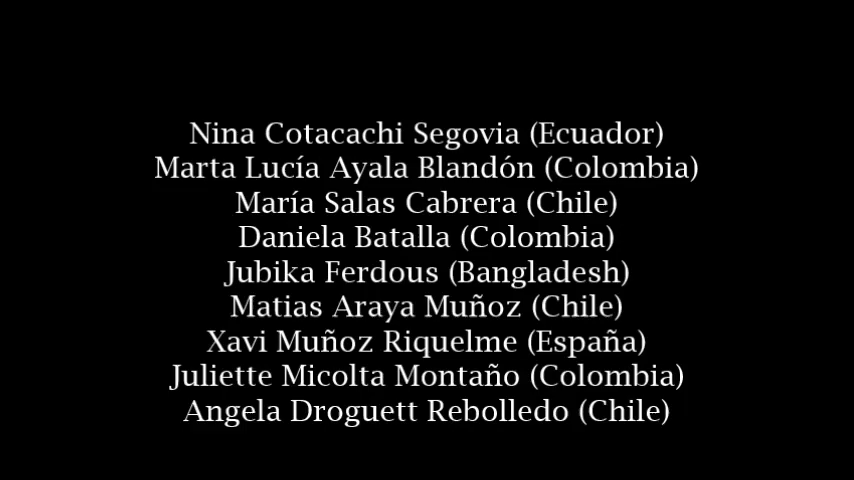 Nina Cotacachi Segovia (Ecuador)
Marta Lucía Ayala Blandón (Colombia)
María Salas Cabrera (Chile)
Daniela Batalla (Colombia)
Jubika Ferdous (Bangladesh)
Matias Araya Muñoz (Chile)
Xavi Muñoz Riquelme (España)
Juliette Micolta Montaño (Colombia)
Angela Droguett Rebolledo (Chile)